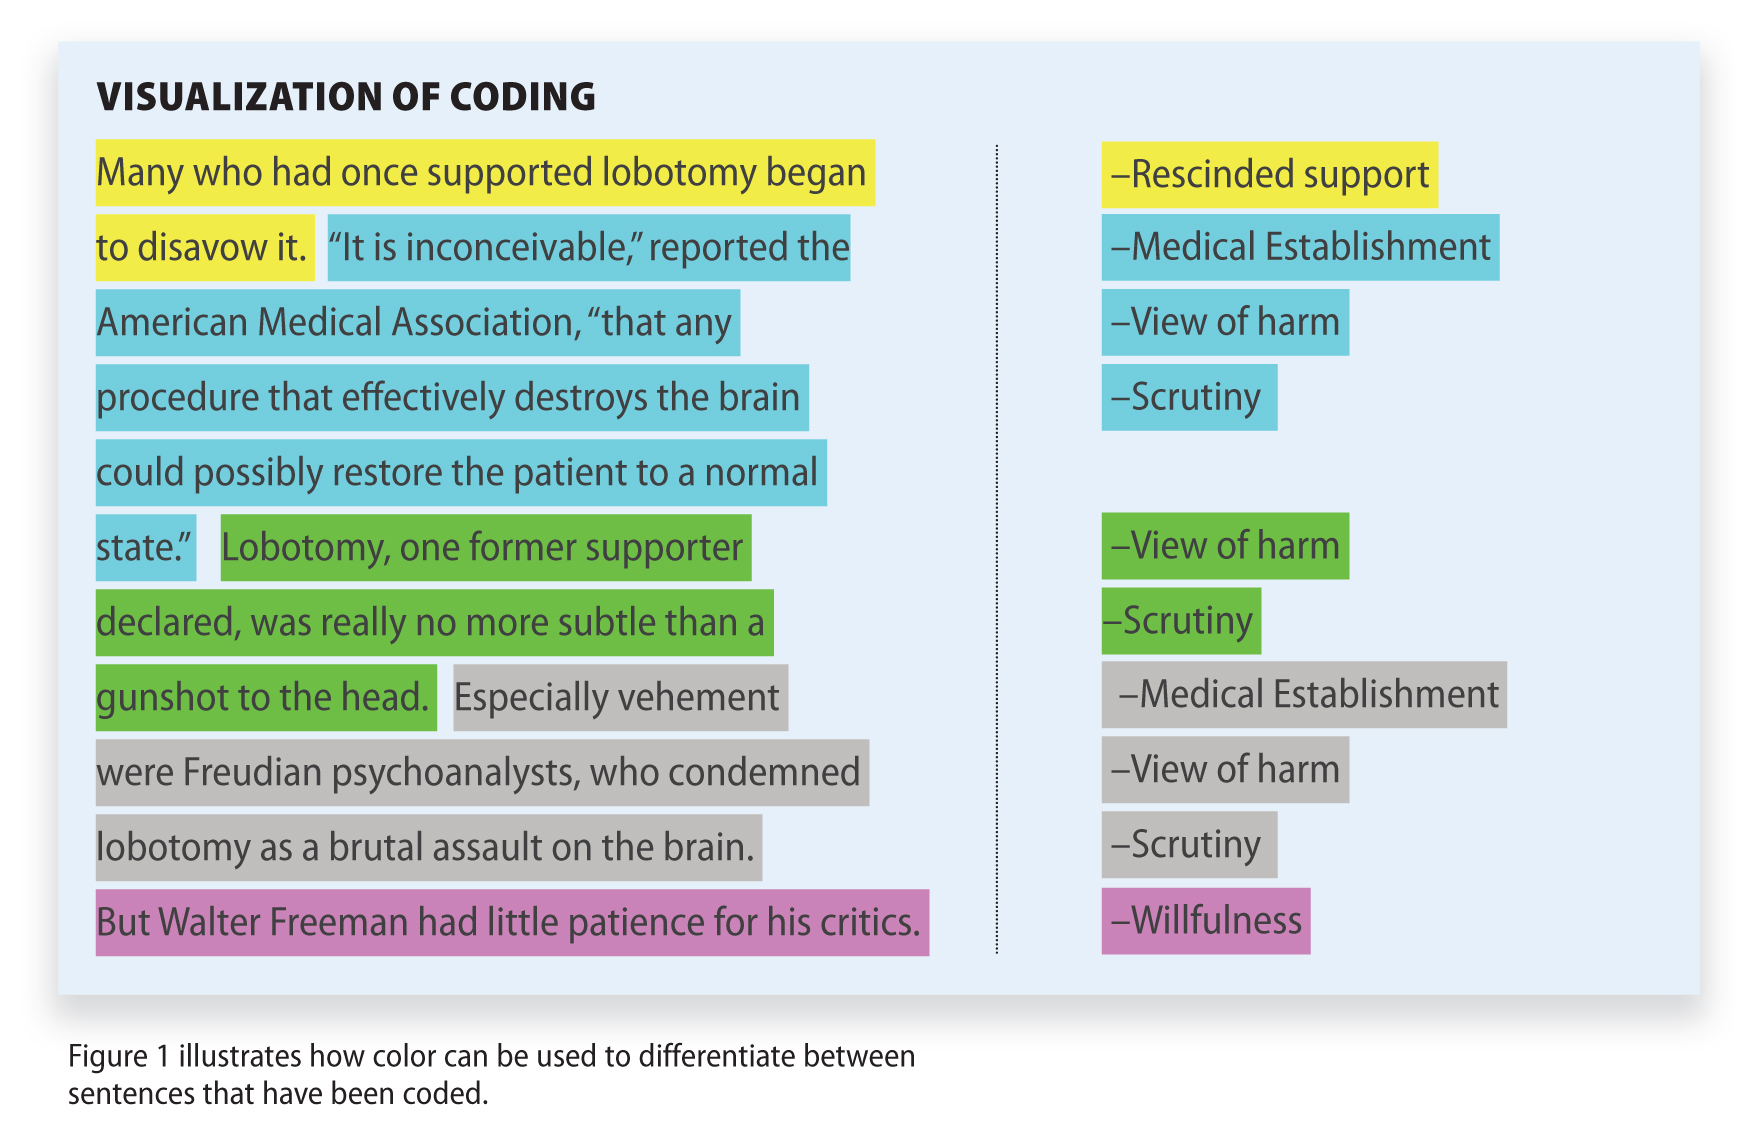 VISUALIZATION OF CODING
Many who had once supported lobotomy began
to disavow it. “It is inconceivable,” reported the
American Medical Association, “that any
procedure that effectively destroys the brain
could possibly restore the patient to a normal
state.” Lobotomy, one former supporter
declared, was really no more subtle than a
gunshot to the head. Especially vehement
were Freudian psychoanalysts, who condemned
lobotomy as a brutal assault on the brain.
But Walter Freeman had little patience for his critics.
–Rescinded support
–Medical Establishment
–View of harm
–Scrutiny
–View of harm
–Scrutiny
–Medical Establishment
–View of harm
–Scrutiny
–Willfulness
Figure 1 illustrates how color can be used to differentiate between
sentences that have been coded.